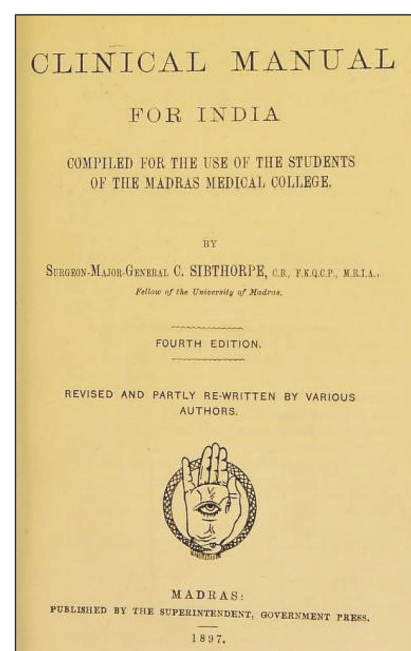 CLINICAL MANUAL
FOR INDIA
COMPILED FOR THE USE OF THE STUDENTS
OF THE MADRAS MEDICAL COLLEGE.
BY
SURGEON-MAJOR-GENERAL C. SIBTHORPE, C.B., F.K.Q.C.P., M.R.I.A.,
Fellow of the University of Madras.
FOURTH EDITION.
REVISED AND PARTLY RE-WRITTEN BY VARIOUS
AUTHORS.
MADRAS:
PUBLISHED BY THE SUPERINTENDENT, GOVERNMENT PRESS.
1897.